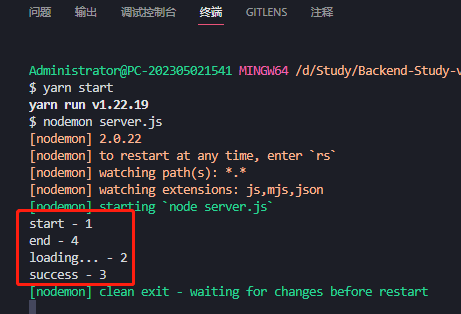 问题 输出 调试控制台 终端 GITLENS 注释
Administrator@PC-202305021541 MINGW64 /d/Study/Backend-Study-v
$ yarn start
yarn run v1.22.19
$ nodemon server.js
[nodemon] 2.0.22
[nodemon] to restart at any time, enter `rs`
[nodemon] watching path(s): *.*
[nodemon] watching extensions: js,mjs,json
[nodemon] starting `node server.js`
start - 1
end - 4
loading... - 2
success - 3
[nodemon] clean exit - waiting for changes before restart